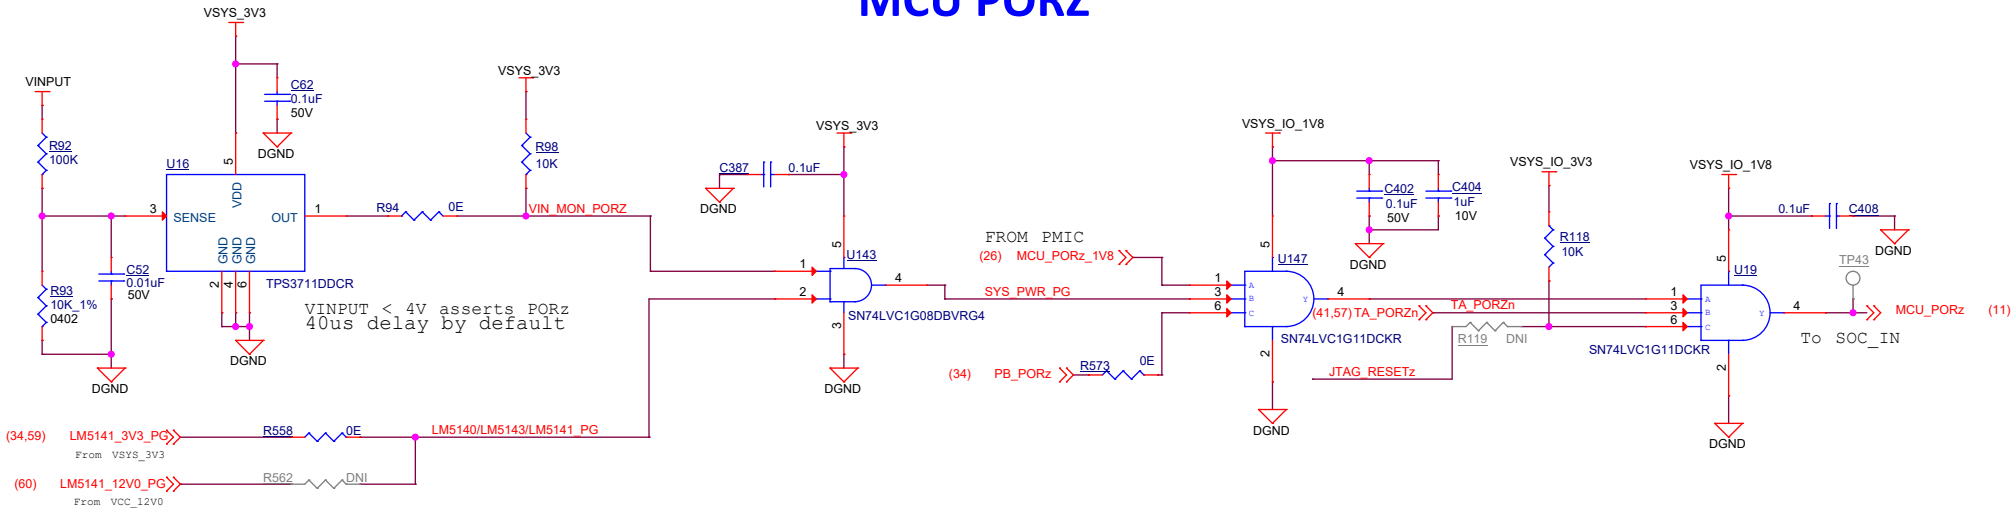 MCU PORZ
VSYS_3V3
VINPUT
C62
0.1uF
50V
DGND
R92
100K
U16
5
VDD
3
SENSE
OUT
1
GND
GND
GND
2
4
6
TPS3711DDCR
DGND
C52
0.01uF
50V
R93
10K_1%
0402
DGND
VSYS_3V3
R98
10K
R94
0E
VIN_MON_PORZ
VINPUT < 4V asserts PORz
40us delay by default
(34,59)
LM5141_3V3_PG
From VSYS_3V3
R558
0E
LM5140/LM5143/LM5141_PG
(60)
LM5141_12V0_PG
From VCC_12V0
R562
DNI
VSYS_3V3
C387
0.1uF
DGND
5
U143
1
2
4
3
SN74LVC1G08DBVRG4
DGND
FROM PMIC
(26)
MCU_PORz_1V8
SYS_PWR_PG
(34)
PB_PORz
R573
0E
VSYS_IO_1V8
C402
0.1uF
50V
C404
1uF
10V
DGND
5
U147
1
3
6
A
B
C
Y
4
2
SN74LVC1G11DCKR
DGND
(41,57)
TA_PORZn
TA_PORZn
R119
DNI
JTAG_RESETz
VSYS_IO_3V3
R118
10K
VSYS_IO_1V8
0.1uF
C408
DGND
5
U19
1
3
6
A
B
C
Y
4
2
SN74LVC1G11DCKR
DGND
TP43
MCU_PORz
(11)
To SOC_IN